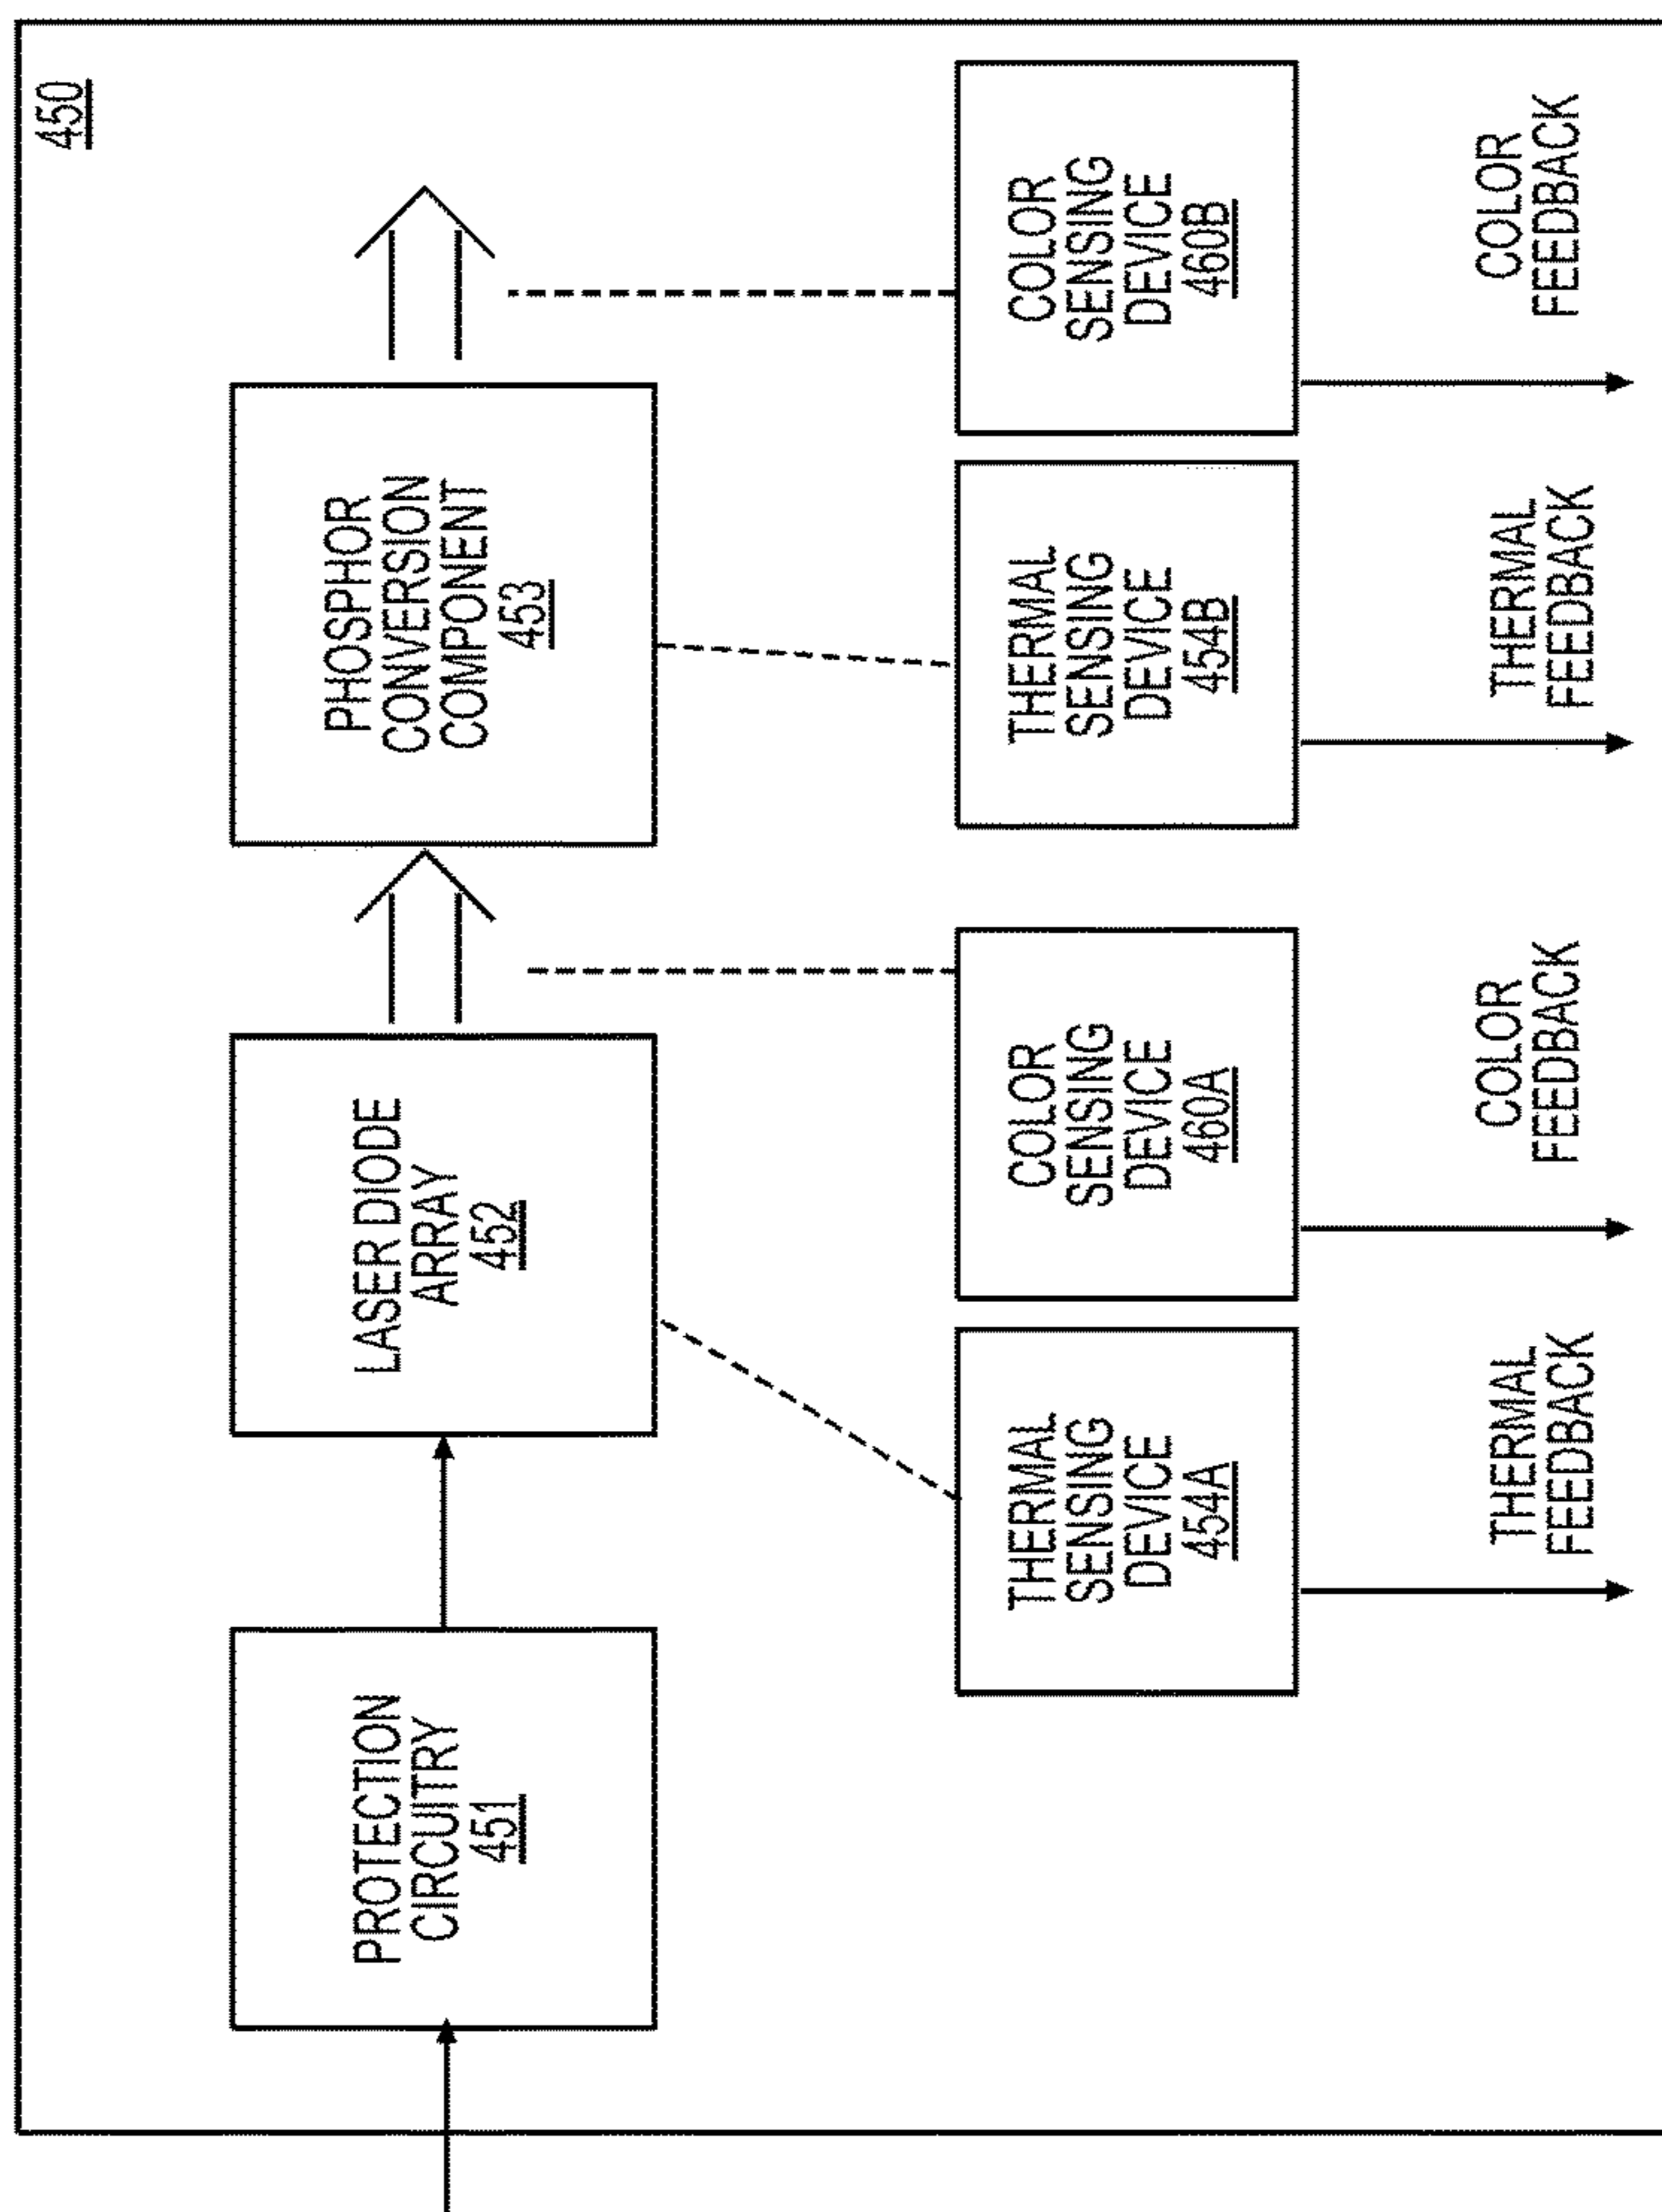 450
PROTECTION
CIRCUITRY
451
LASER DIODE
ARRAY
452
PHOSPHOR
CONVERSION
COMPONENT
453
THERMAL
SENSING
DEVICE
454A
COLOR
SENSING
DEVICE
460A
THERMAL
SENSING
DEVICE
454B
COLOR
SENSING
DEVICE
460B
THERMAL
FEEDBACK
COLOR
FEEDBACK
THERMAL
FEEDBACK
COLOR
FEEDBACK